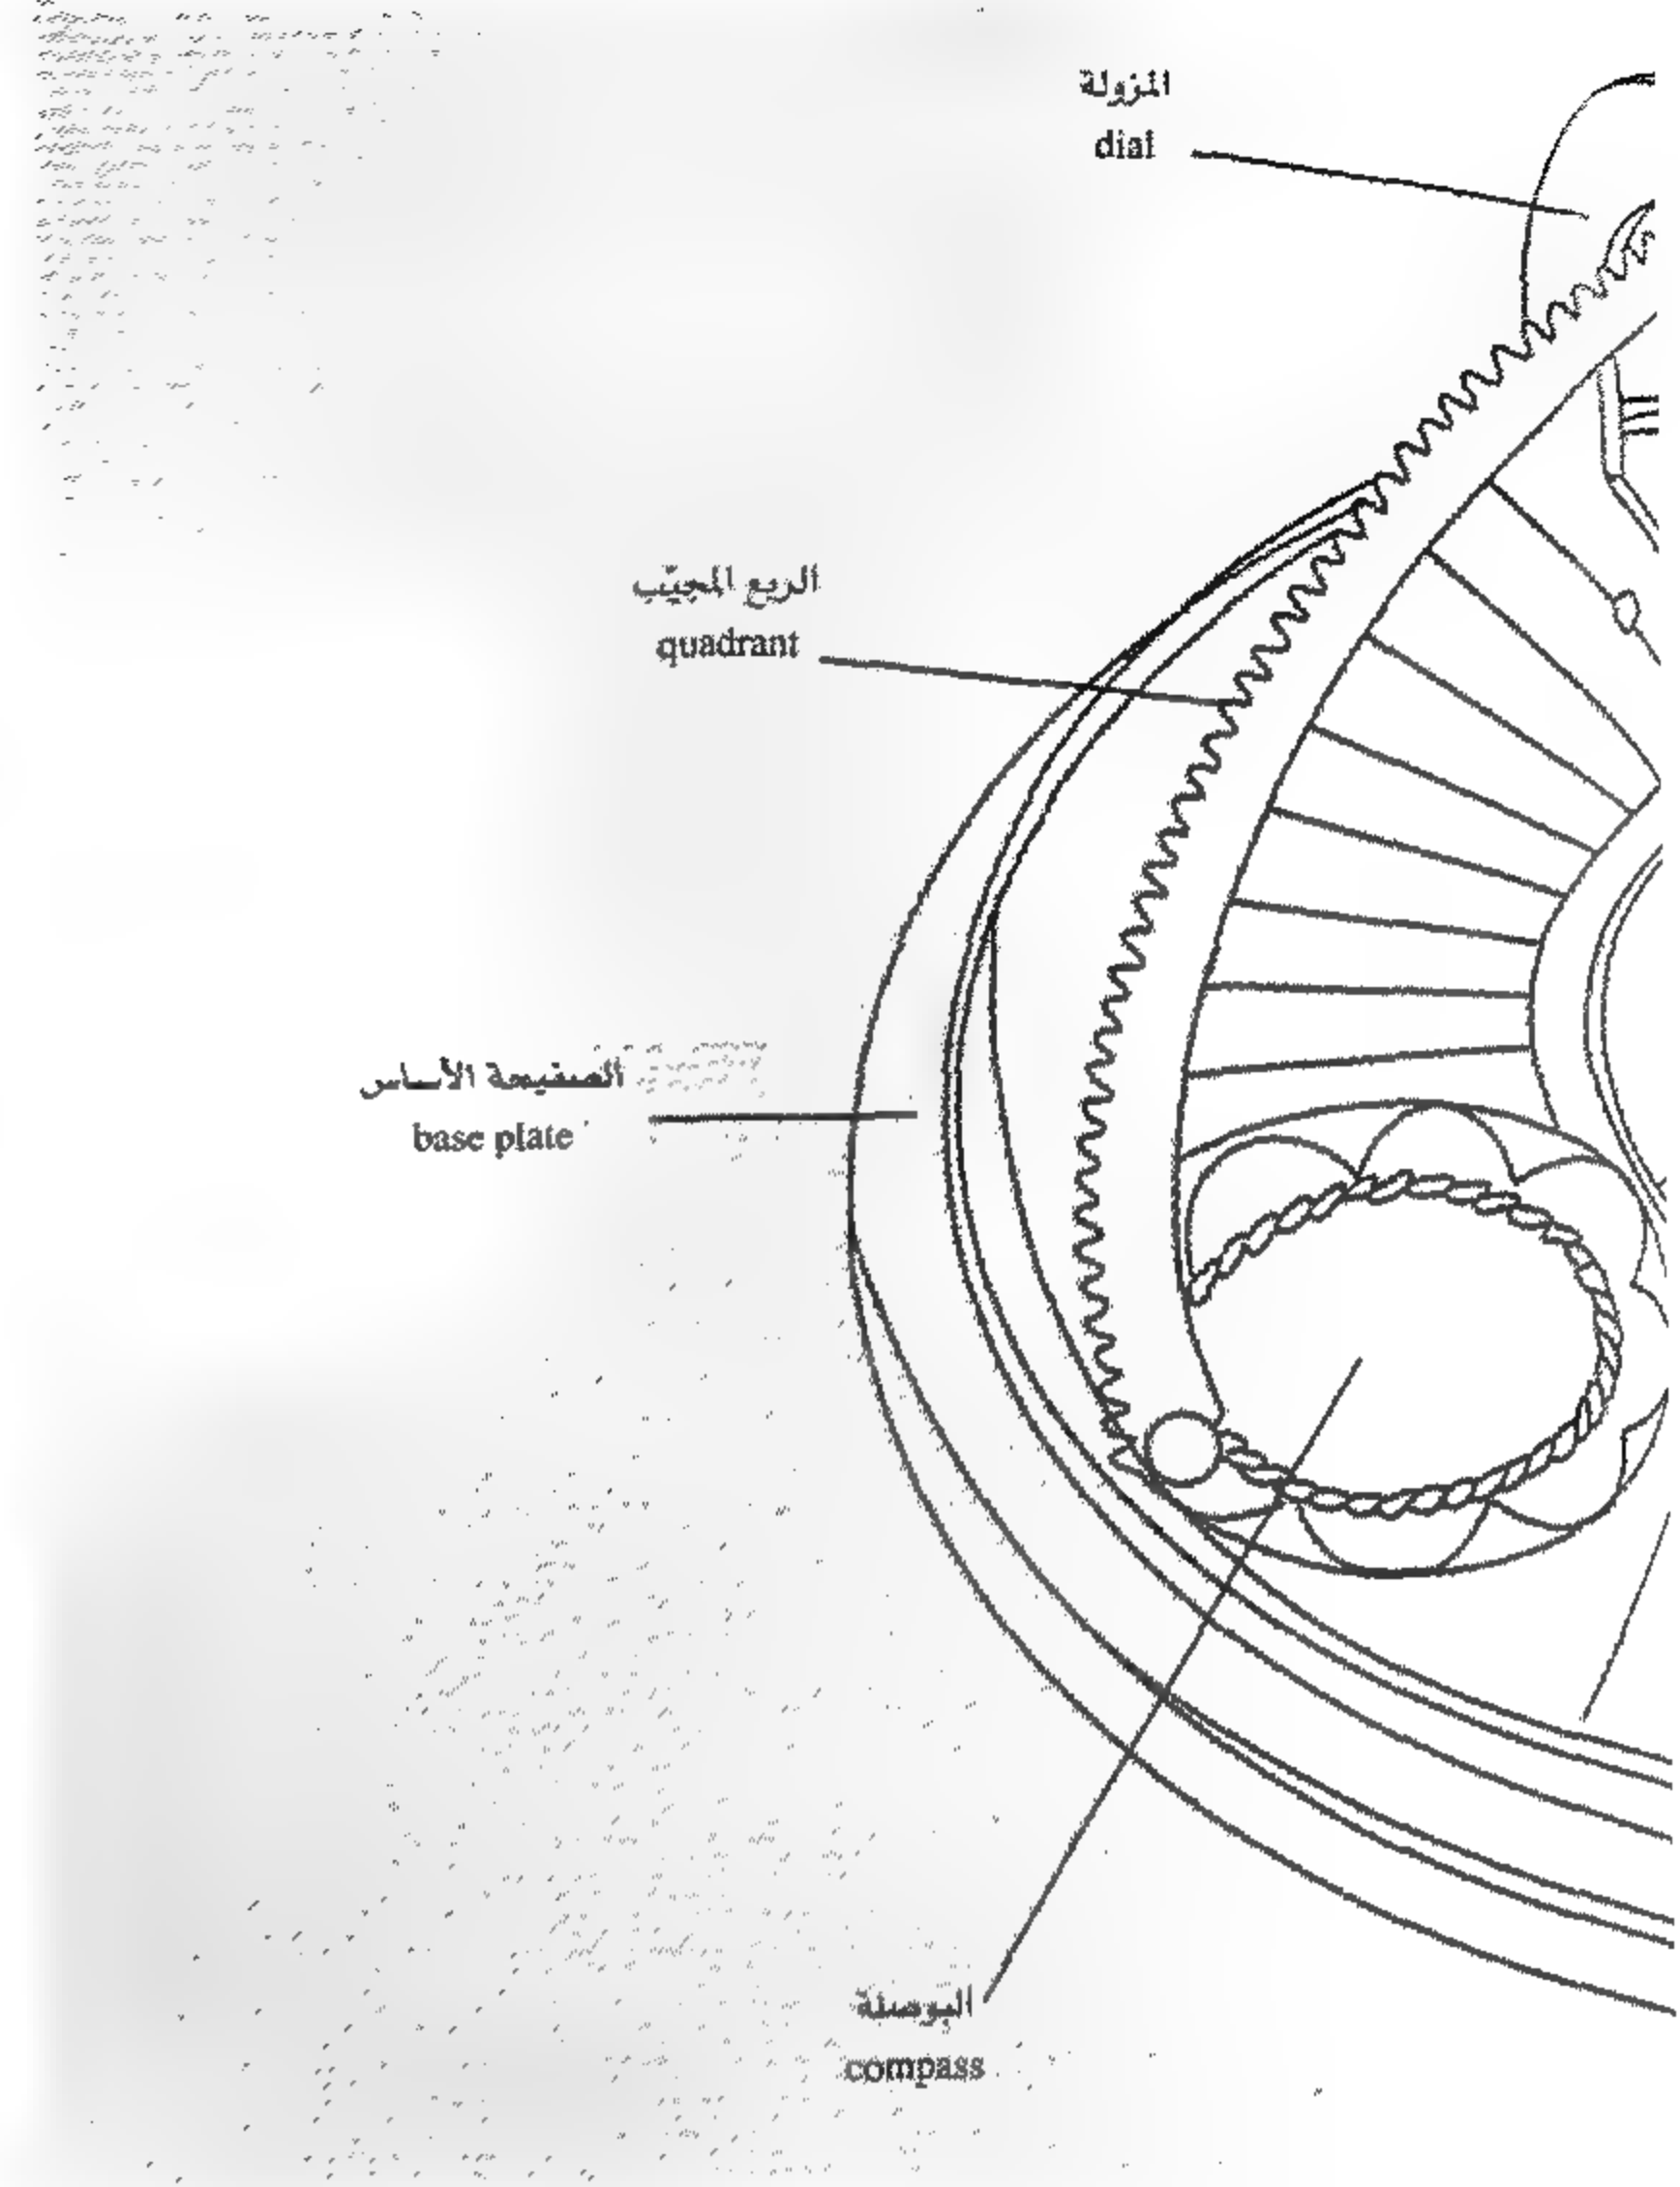 المزولة
dial
الربع المجيّب
quadrant
الصفيحة الأساس
base plate
البوصلة
compass